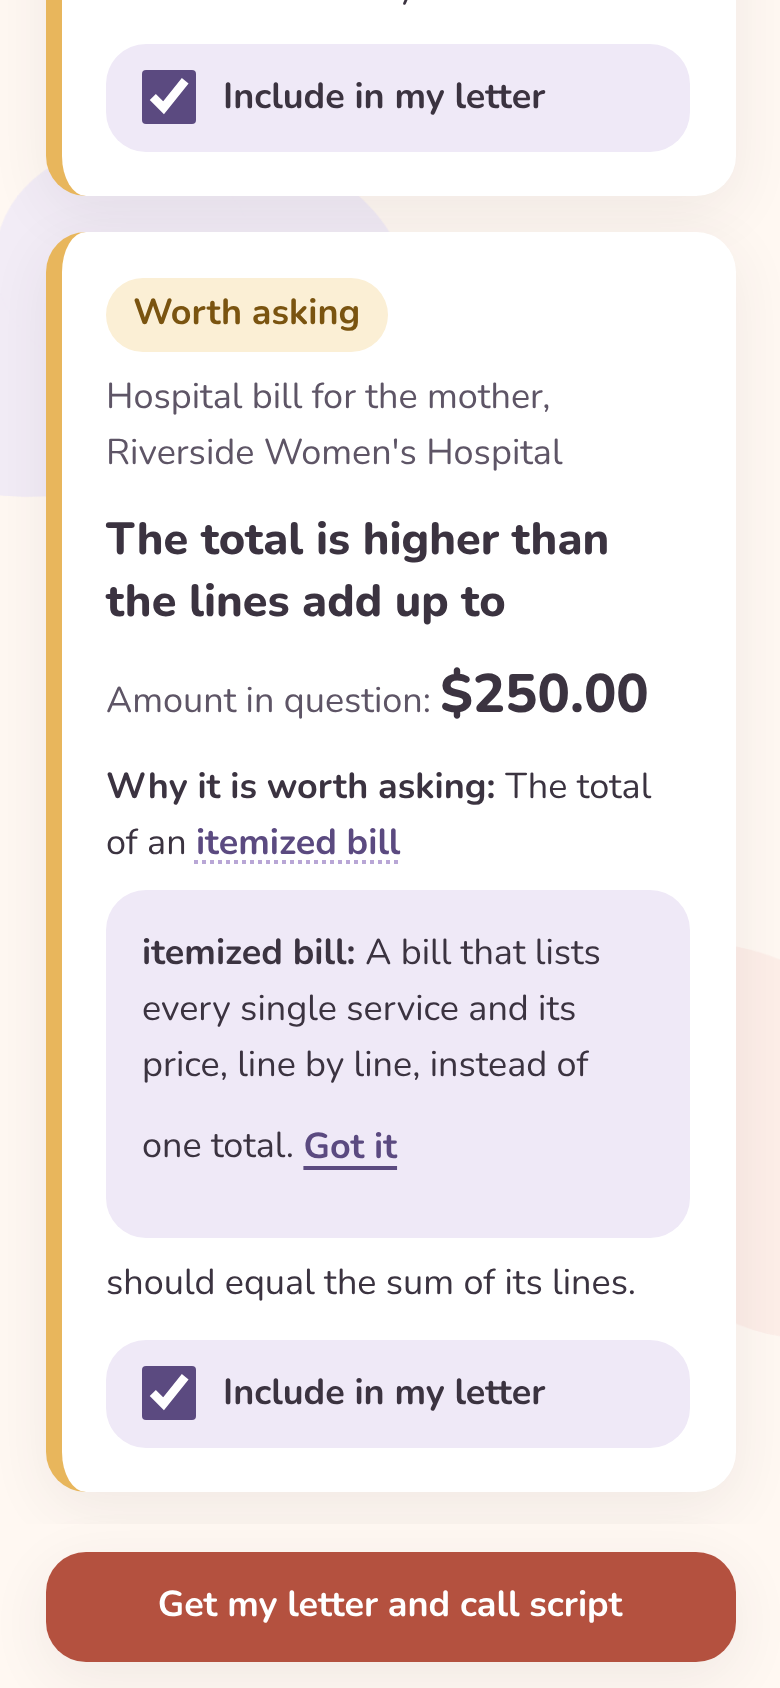 Include in my letter
Worth asking
Hospital bill for the mother,
Riverside Women's Hospital
The total is higher than
the lines add up to
Amount in question: $250.00
Why it is worth asking: The total
of an itemized bill
itemized bill: A bill that lists
every single service and its
price, line by line, instead of
one total. Got it
should equal the sum of its lines.
Include in my letter
Get my letter and call script